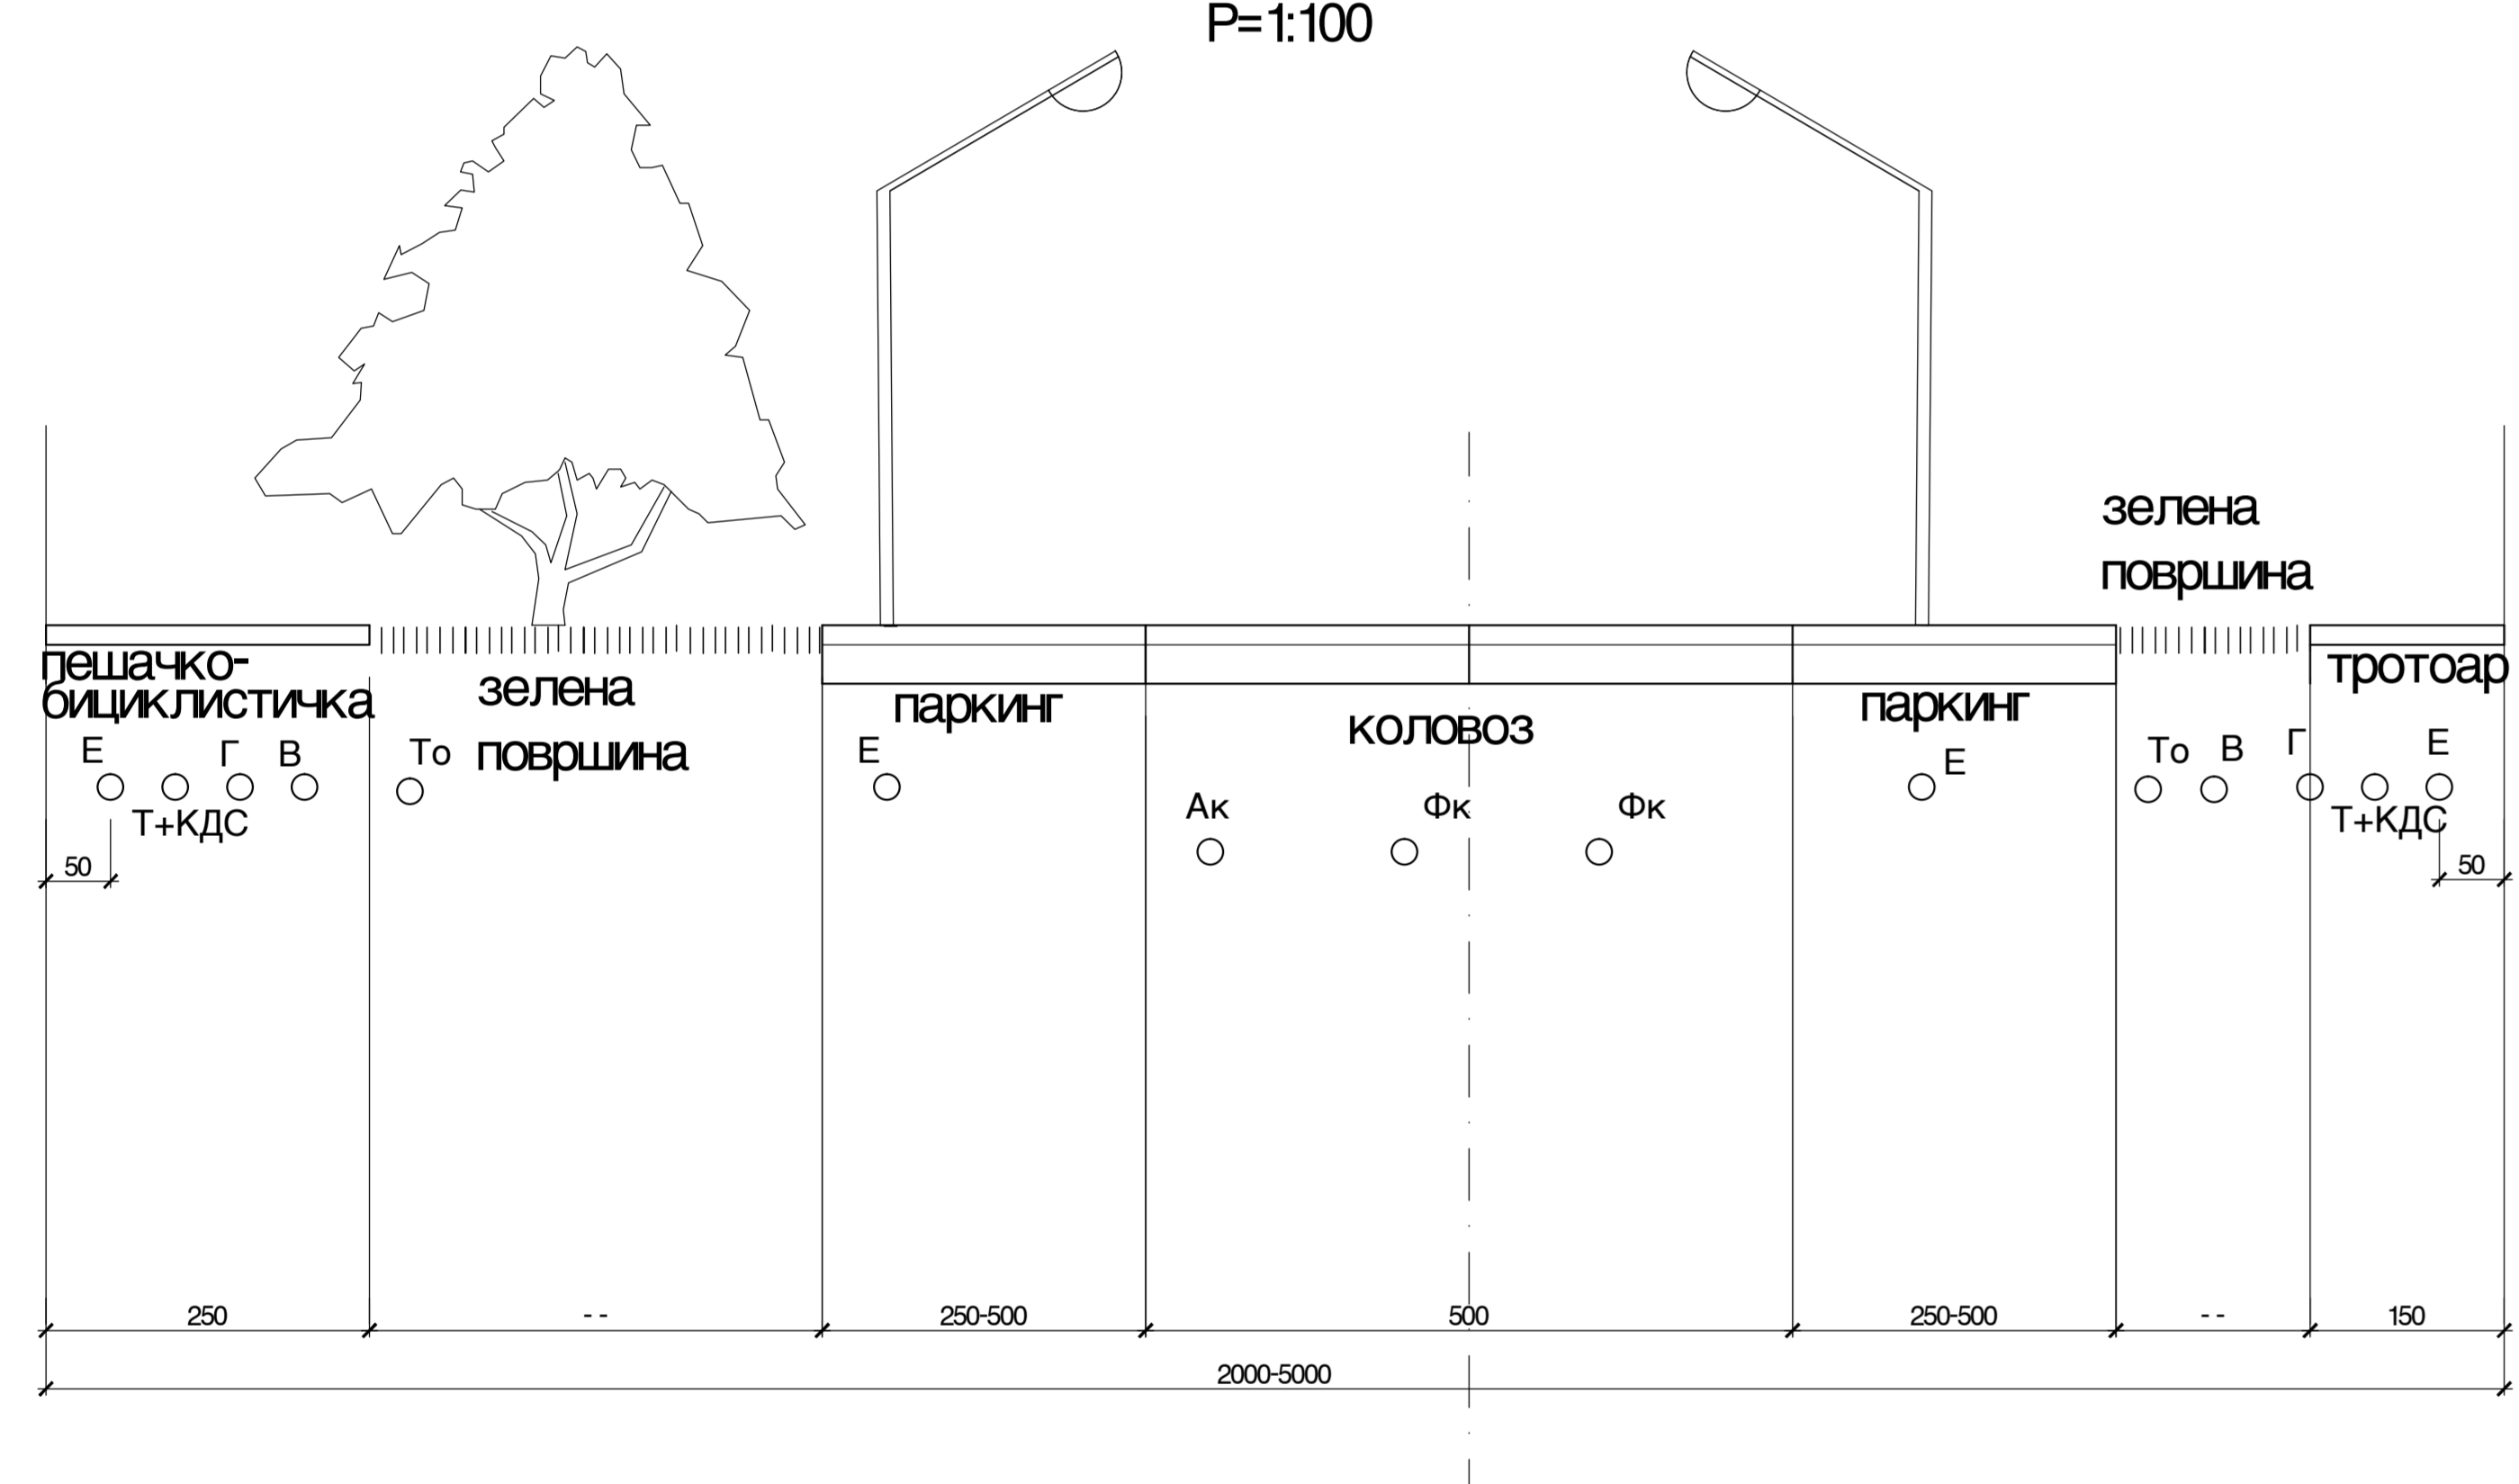 Р=1:100
зелена
површина
пешачко-
бициклистичка
зелена
површина
паркинг
коловоз
паркинг
тротоар
Е
Г
В
То
Т+КДС
Е
Ак
Фк
Фк
Е
То
В
Г
Е
Т+КДС
50
50
250
- -
250-500
500
250-500
- -
150
2000-5000